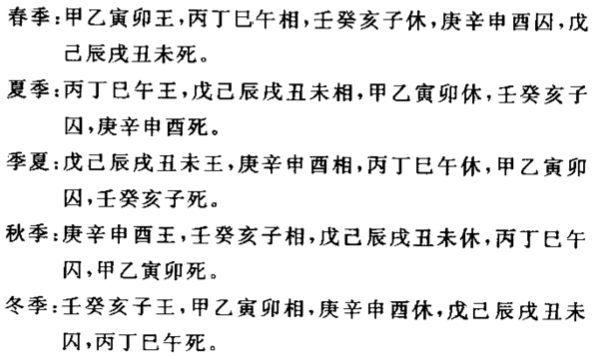 春季:甲乙寅卯王,丙丁巳午相,壬癸亥子休,庚辛申酉囚,戊
己辰戌丑未死。
夏季:丙丁巳午王,戊己辰戌丑未相,甲乙寅卯休,壬癸亥子
囚,庚辛申酉死。
季夏:戊己辰戌丑未王,庚辛申酉相,丙丁巳午休,甲乙寅卯
囚,壬癸亥子死。
秋季:庚辛申酉王,壬癸亥子相,戊己辰戌丑未休,丙丁巳午
囚,甲乙寅卯死。
冬季:壬癸亥子王,甲乙寅卯相,庚辛申酉休,戊己辰戌丑未
囚,丙丁巳午死。